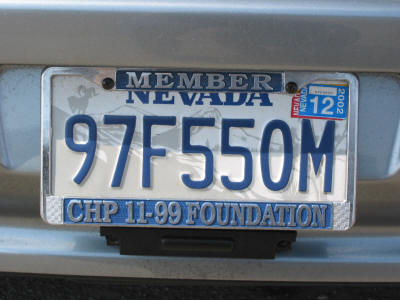 MEMBER
NEVADA
NEVADA
12
2002
97F550M
CHP 11-99 FOUNDATION